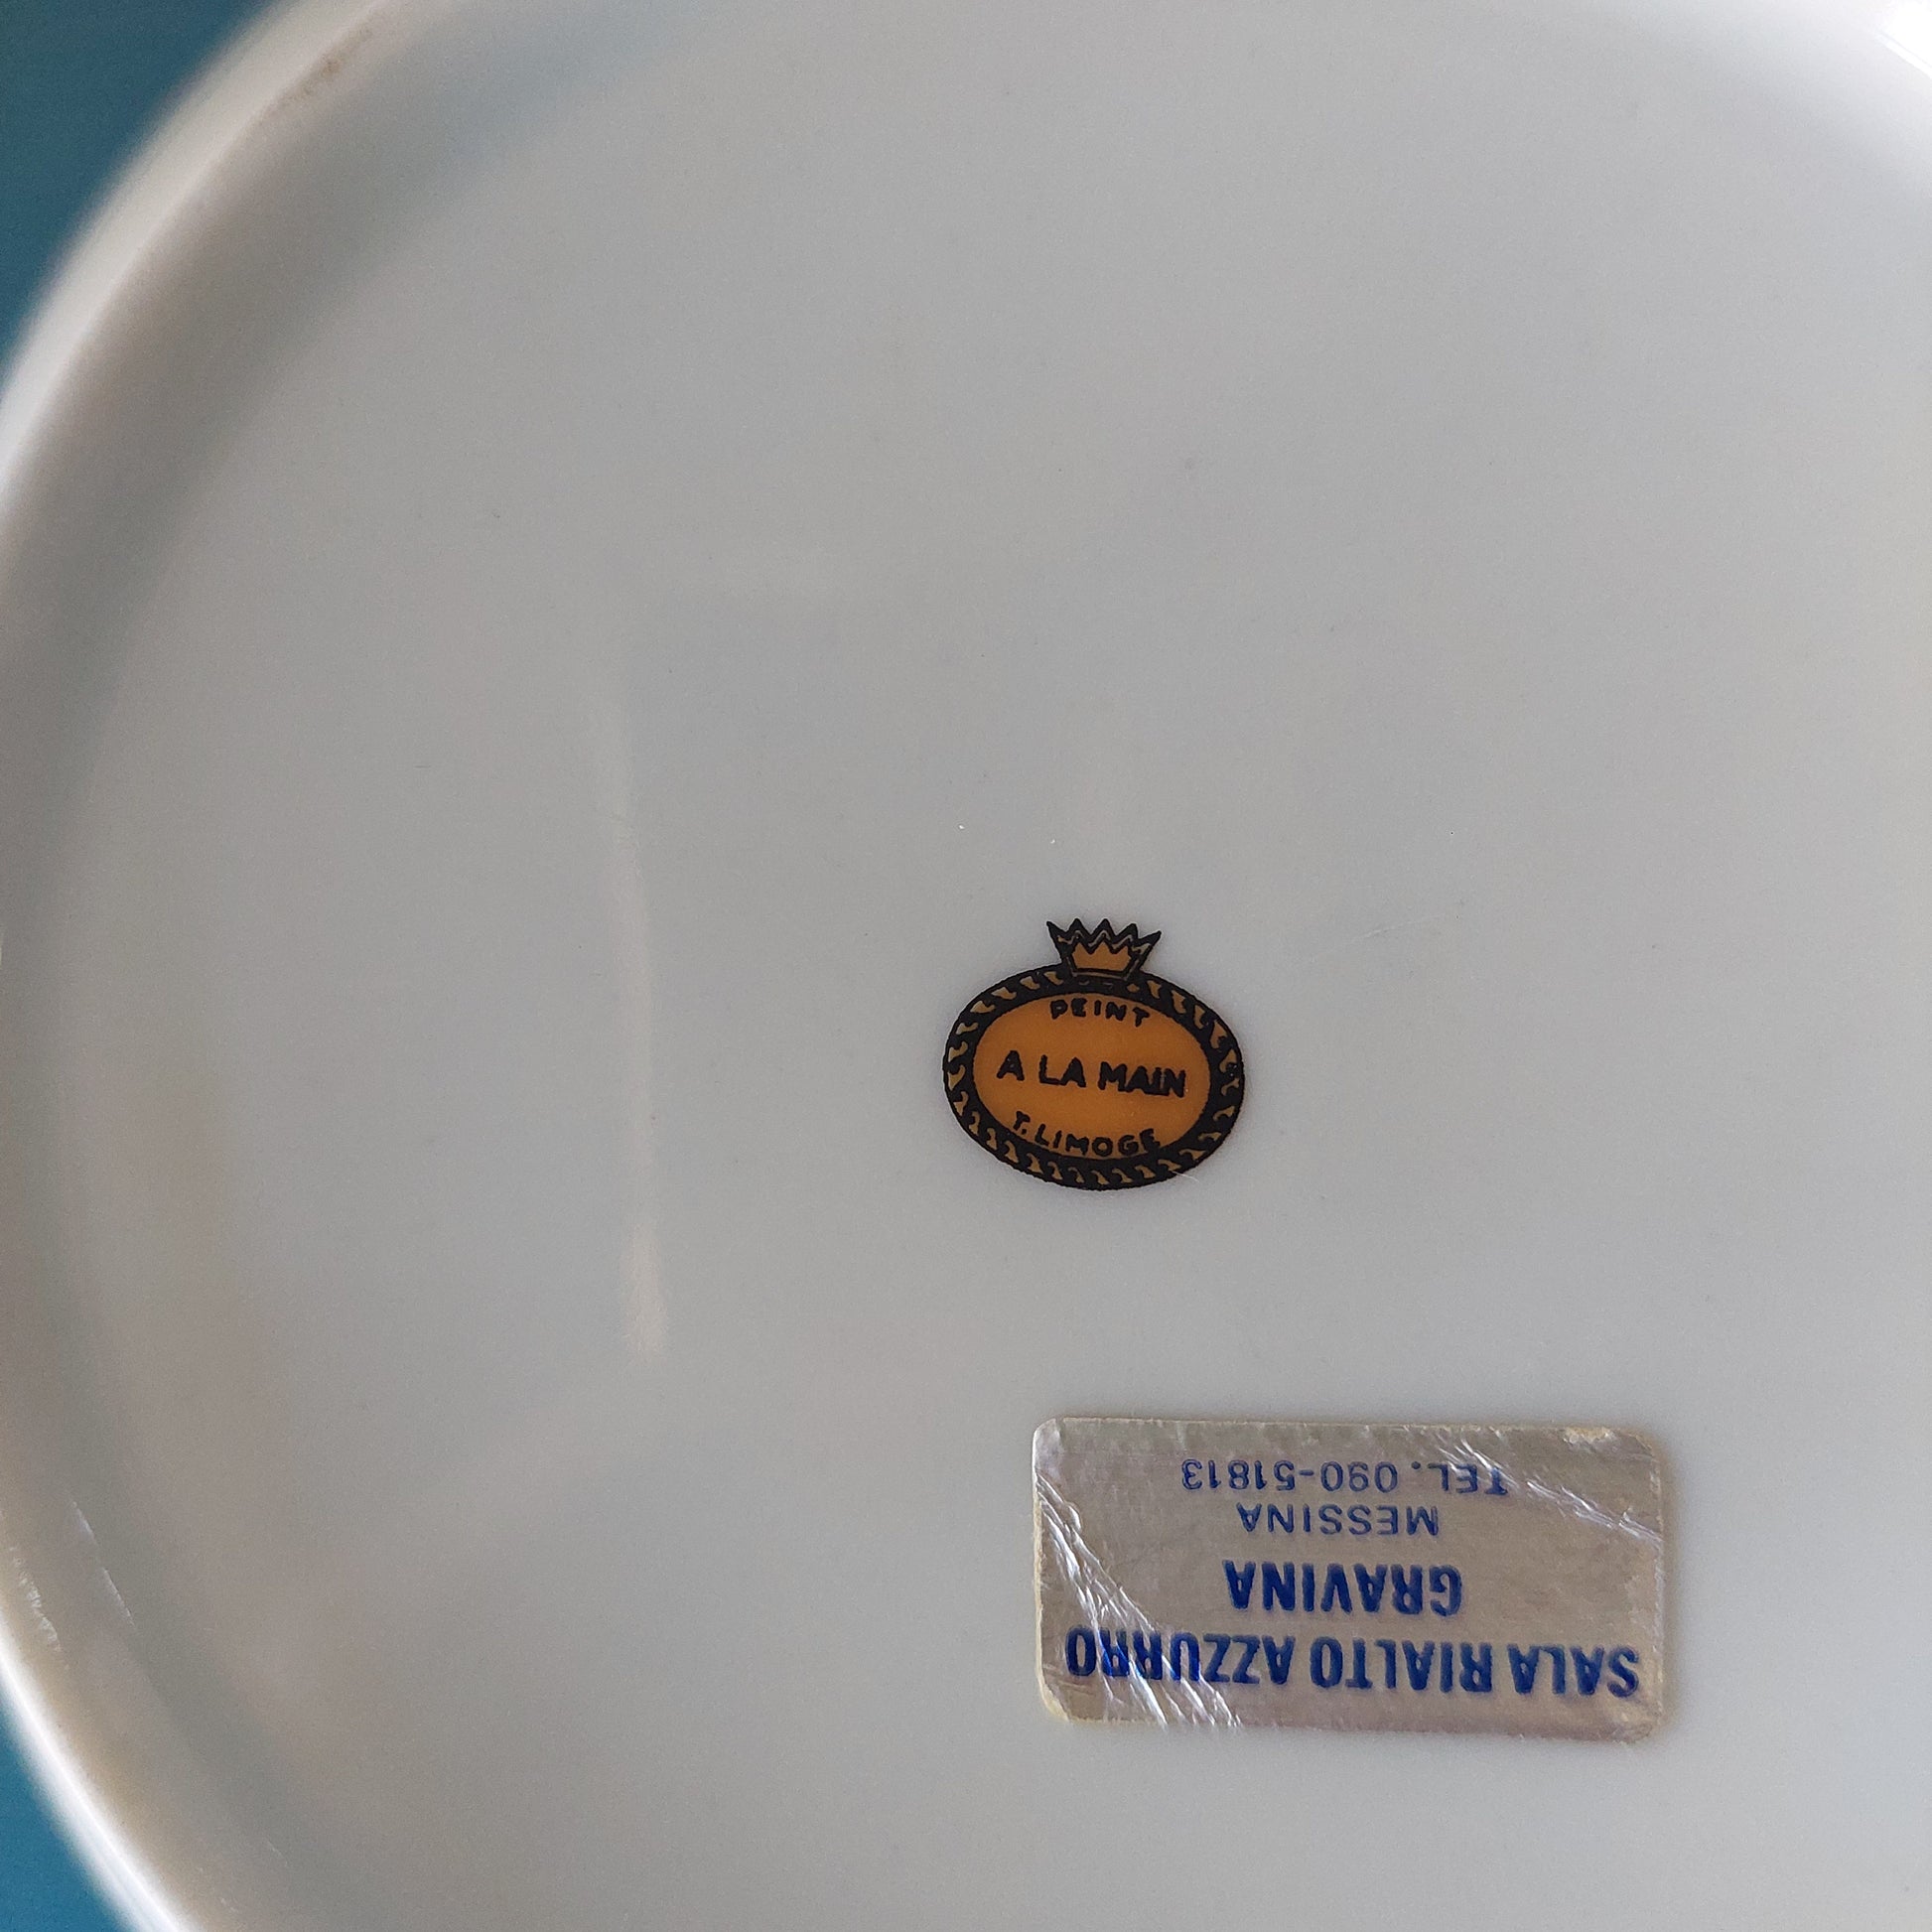 PEINT
A LA MAIN
T. LIMOGE
SALA RIALTO AZZURRO
GRAVINA
MESSINA
TEL. 090-51813